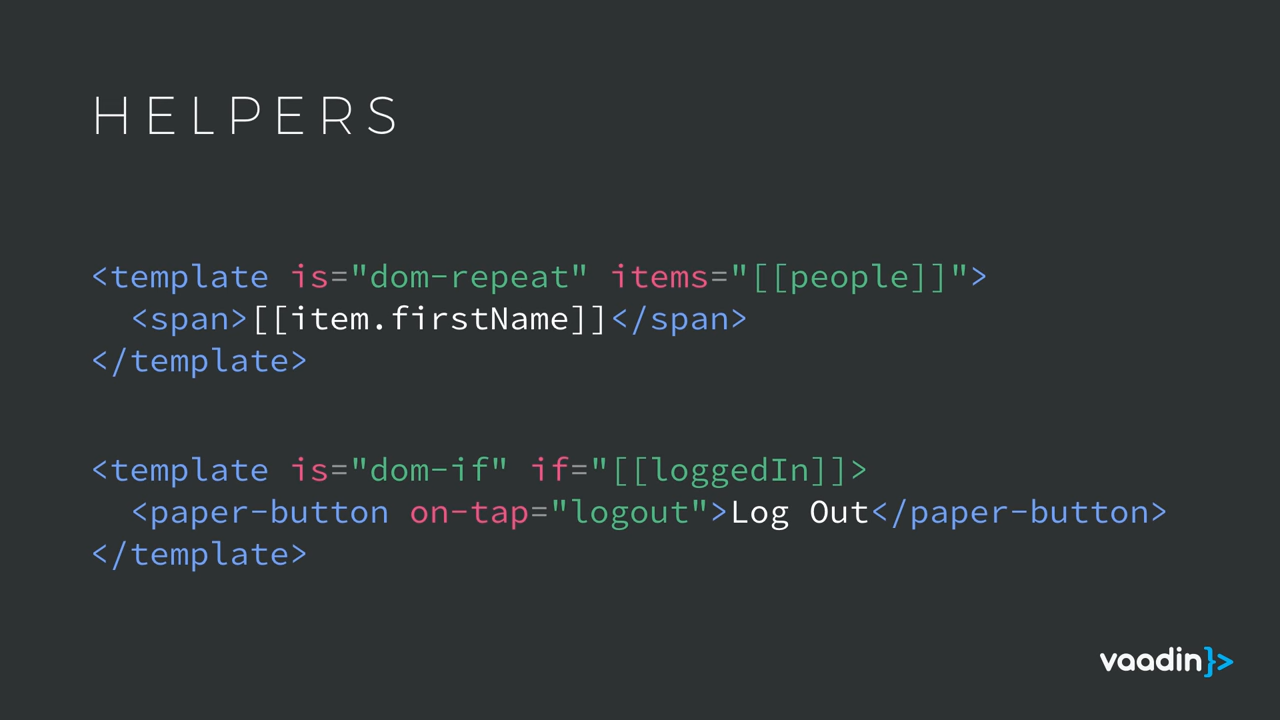 HELPERS
<template is="dom-repeat" items="[[people]]">
  <span>[[item.firstName]]</span>
</template>
<template is="dom-if" if="[[loggedIn]]>
  <paper-button on-tap="logout">Log Out</paper-button>
</template>
vaadin}>